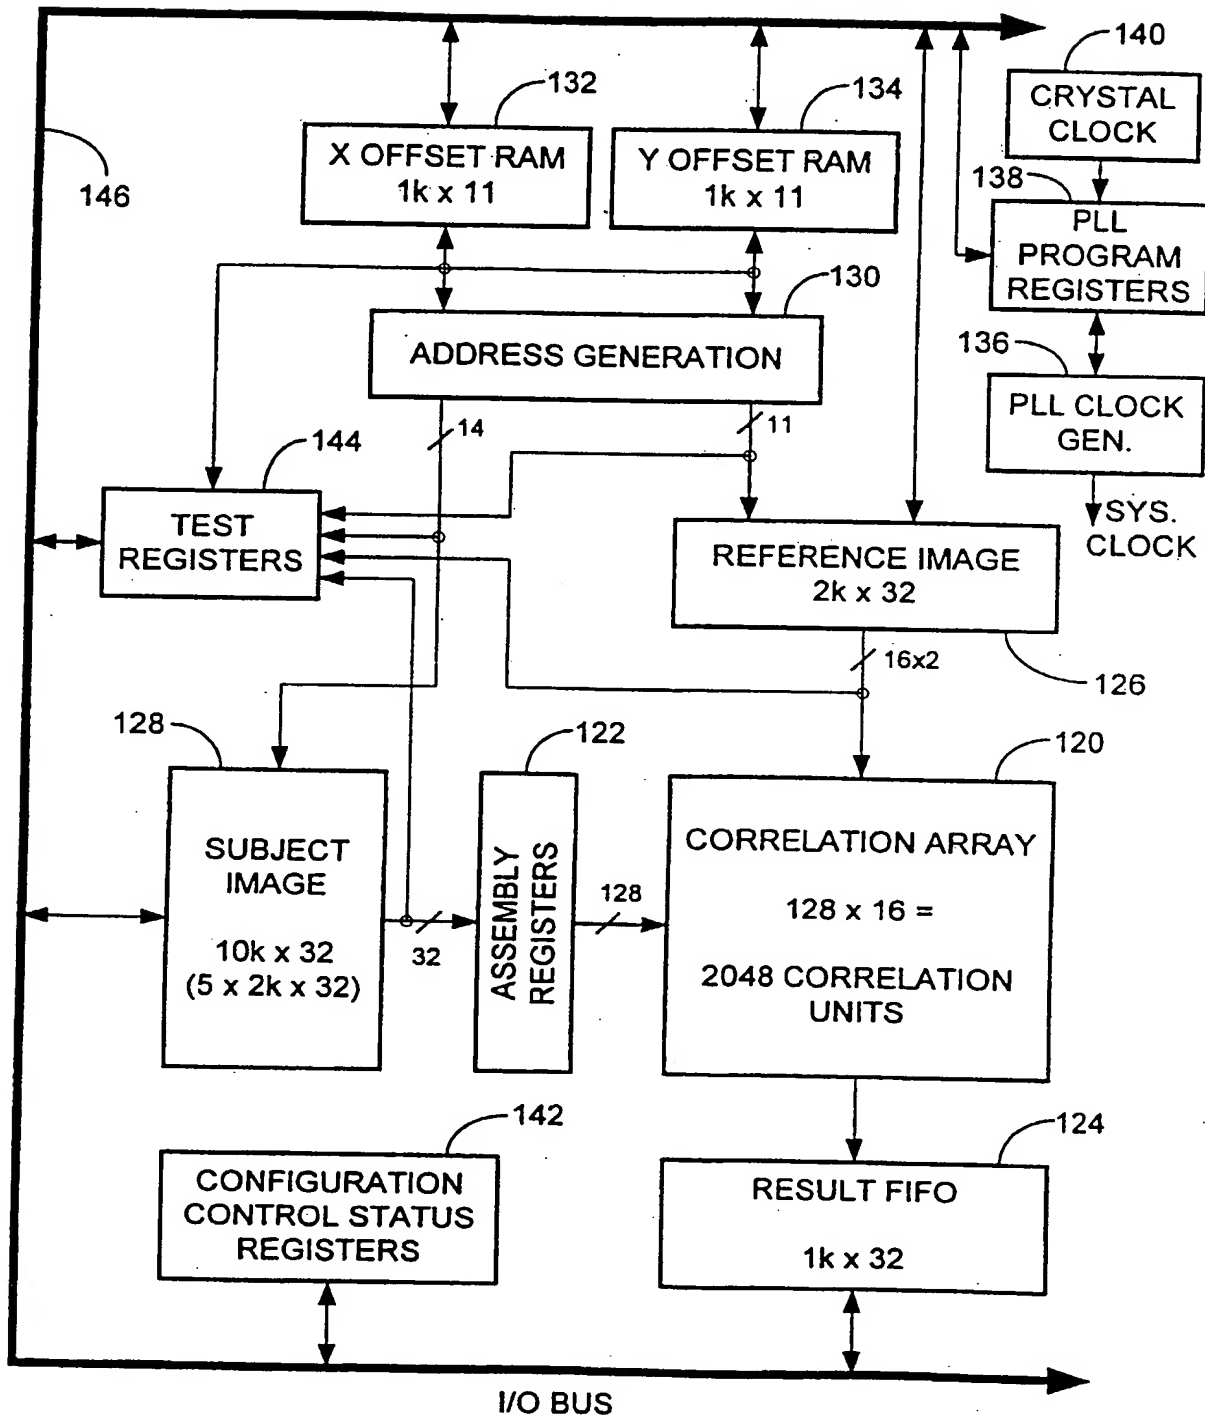 140
CRYSTAL
CLOCK
132
X OFFSET RAM
1k x 11
134
Y OFFSET RAM
1k x 11
146
138
PLL
PROGRAM
REGISTERS
130
ADDRESS GENERATION
136
PLL CLOCK
GEN.
14
11
144
TEST
REGISTERS
SYS.
CLOCK
REFERENCE IMAGE
2k x 32
16x2
126
128
SUBJECT
IMAGE
10k x 32
(5 x 2k x 32)
32
122
ASSEMBLY
REGISTERS
128
120
CORRELATION ARRAY
128 x 16 =
2048 CORRELATION
UNITS
142
CONFIGURATION
CONTROL STATUS
REGISTERS
124
RESULT FIFO
1k x 32
I/O BUS